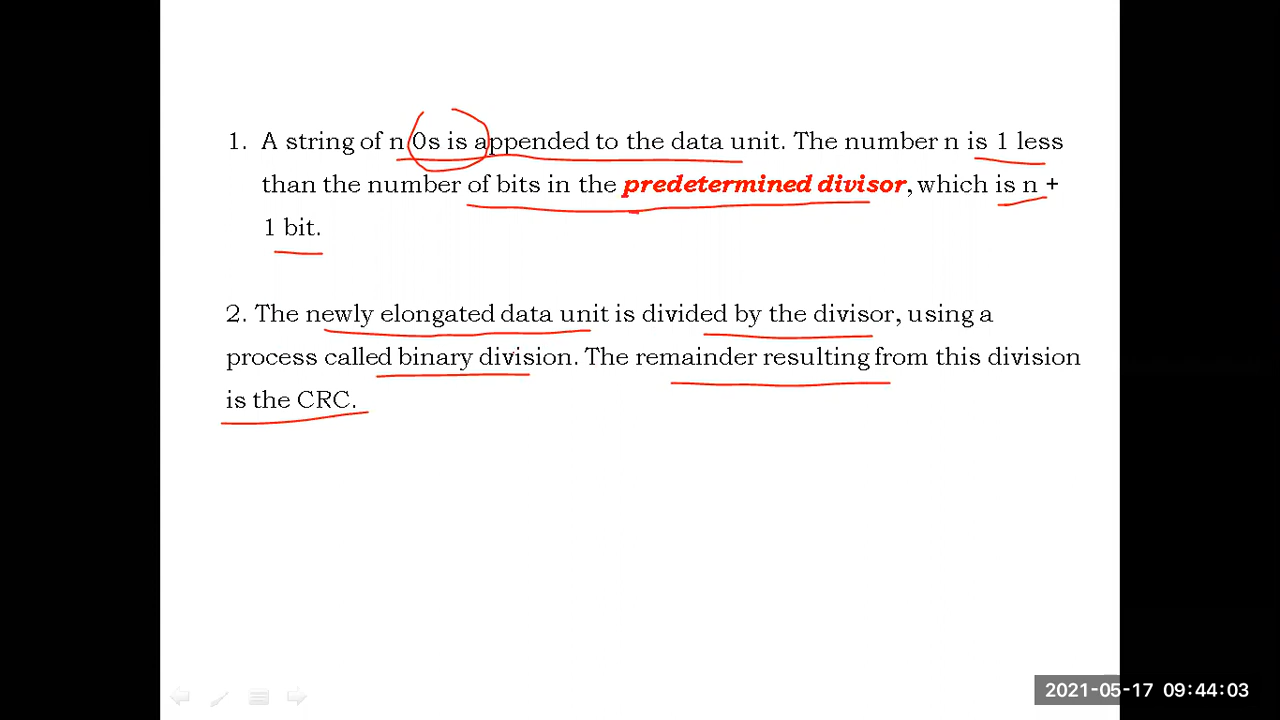 1. A string of n 0s is appended to the data unit. The number n is 1 less
than the number of bits in the predetermined divisor, which is n +
1 bit.
2. The newly elongated data unit is divided by the divisor, using a
process called binary division. The remainder resulting from this division
is the CRC.
2021-05-17 09:44:03